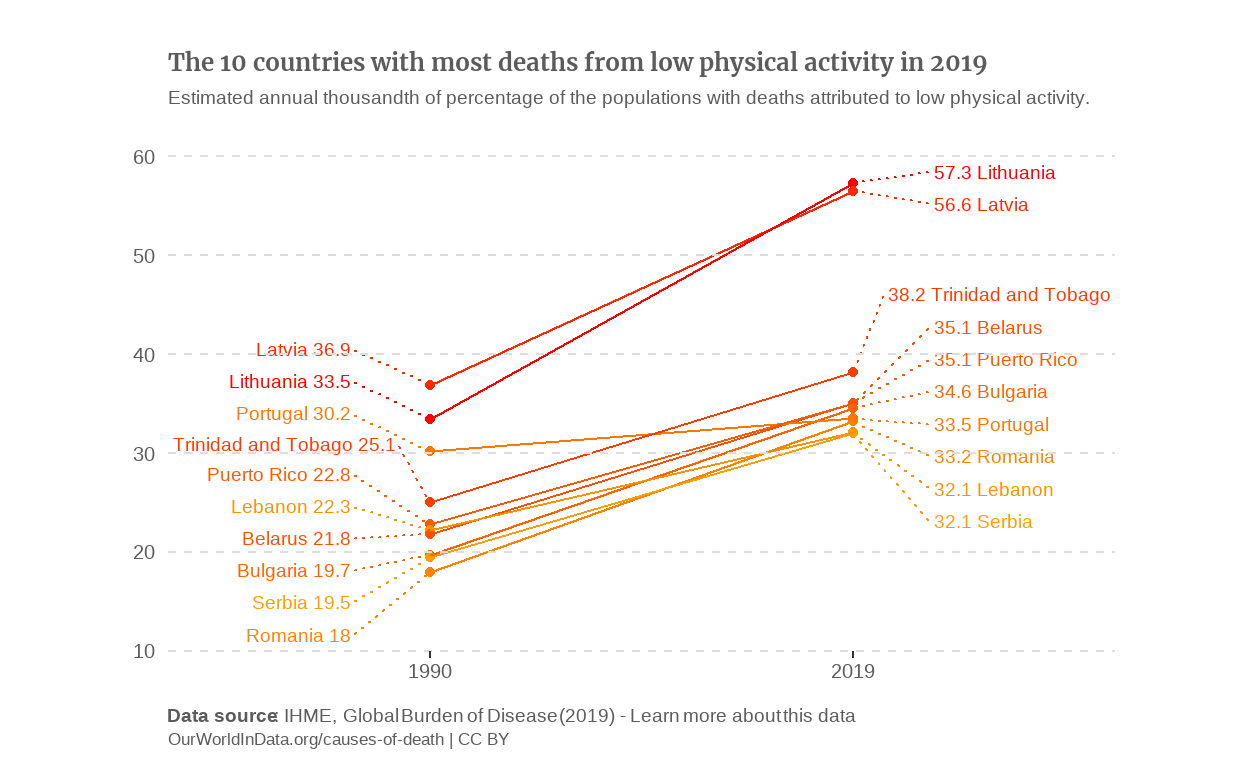 The 10 countries with most deaths from low physical activity in 2019
Estimated annual thousandth of percentage of the populations with deaths attributed to low physical activity.
60
57.3 Lithuania
56.6 Latvia
50
38.2 Trinidad and Tobago
35.1 Belarus
Latvia 36.9
40
35.1 Puerto Rico
Lithuania 33.5
34.6 Bulgaria
Portugal 30.2
33.5 Portugal
Trinidad and Tobago 25.1
30
33.2 Romania
Puerto Rico 22.8
32.1 Lebanon
Lebanon 22.3
32.1 Serbia
Belarus 21.8
20
Bulgaria 19.7
Serbia 19.5
Romania 18
10
1990
2019
Data source: IHME, Global Burden of Disease (2019) - Learn more about this data
OurWorldInData.org/causes-of-death | CC BY